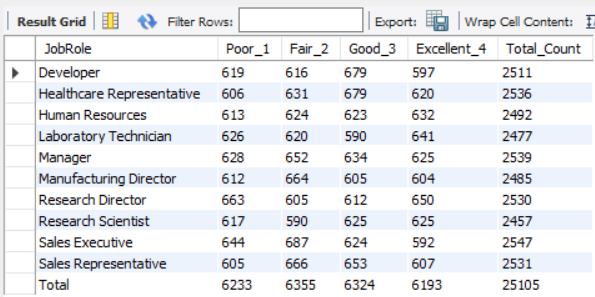 Result Grid Filter Rows: Export: Wrap Cell Content:
JobRole Poor_1 Fair_2 Good_3 Excellent_4 Total_Count
Developer 619 616 679 597 2511
Healthcare Representative 606 631 679 620 2536
Human Resources 613 624 623 632 2492
Laboratory Technician 626 620 590 641 2477
Manager 628 652 634 625 2539
Manufacturing Director 612 664 605 604 2485
Research Director 663 605 612 650 2530
Research Scientist 617 590 625 625 2457
Sales Executive 644 687 624 592 2547
Sales Representative 605 666 653 607 2531
Total 6233 6355 6324 6193 25105